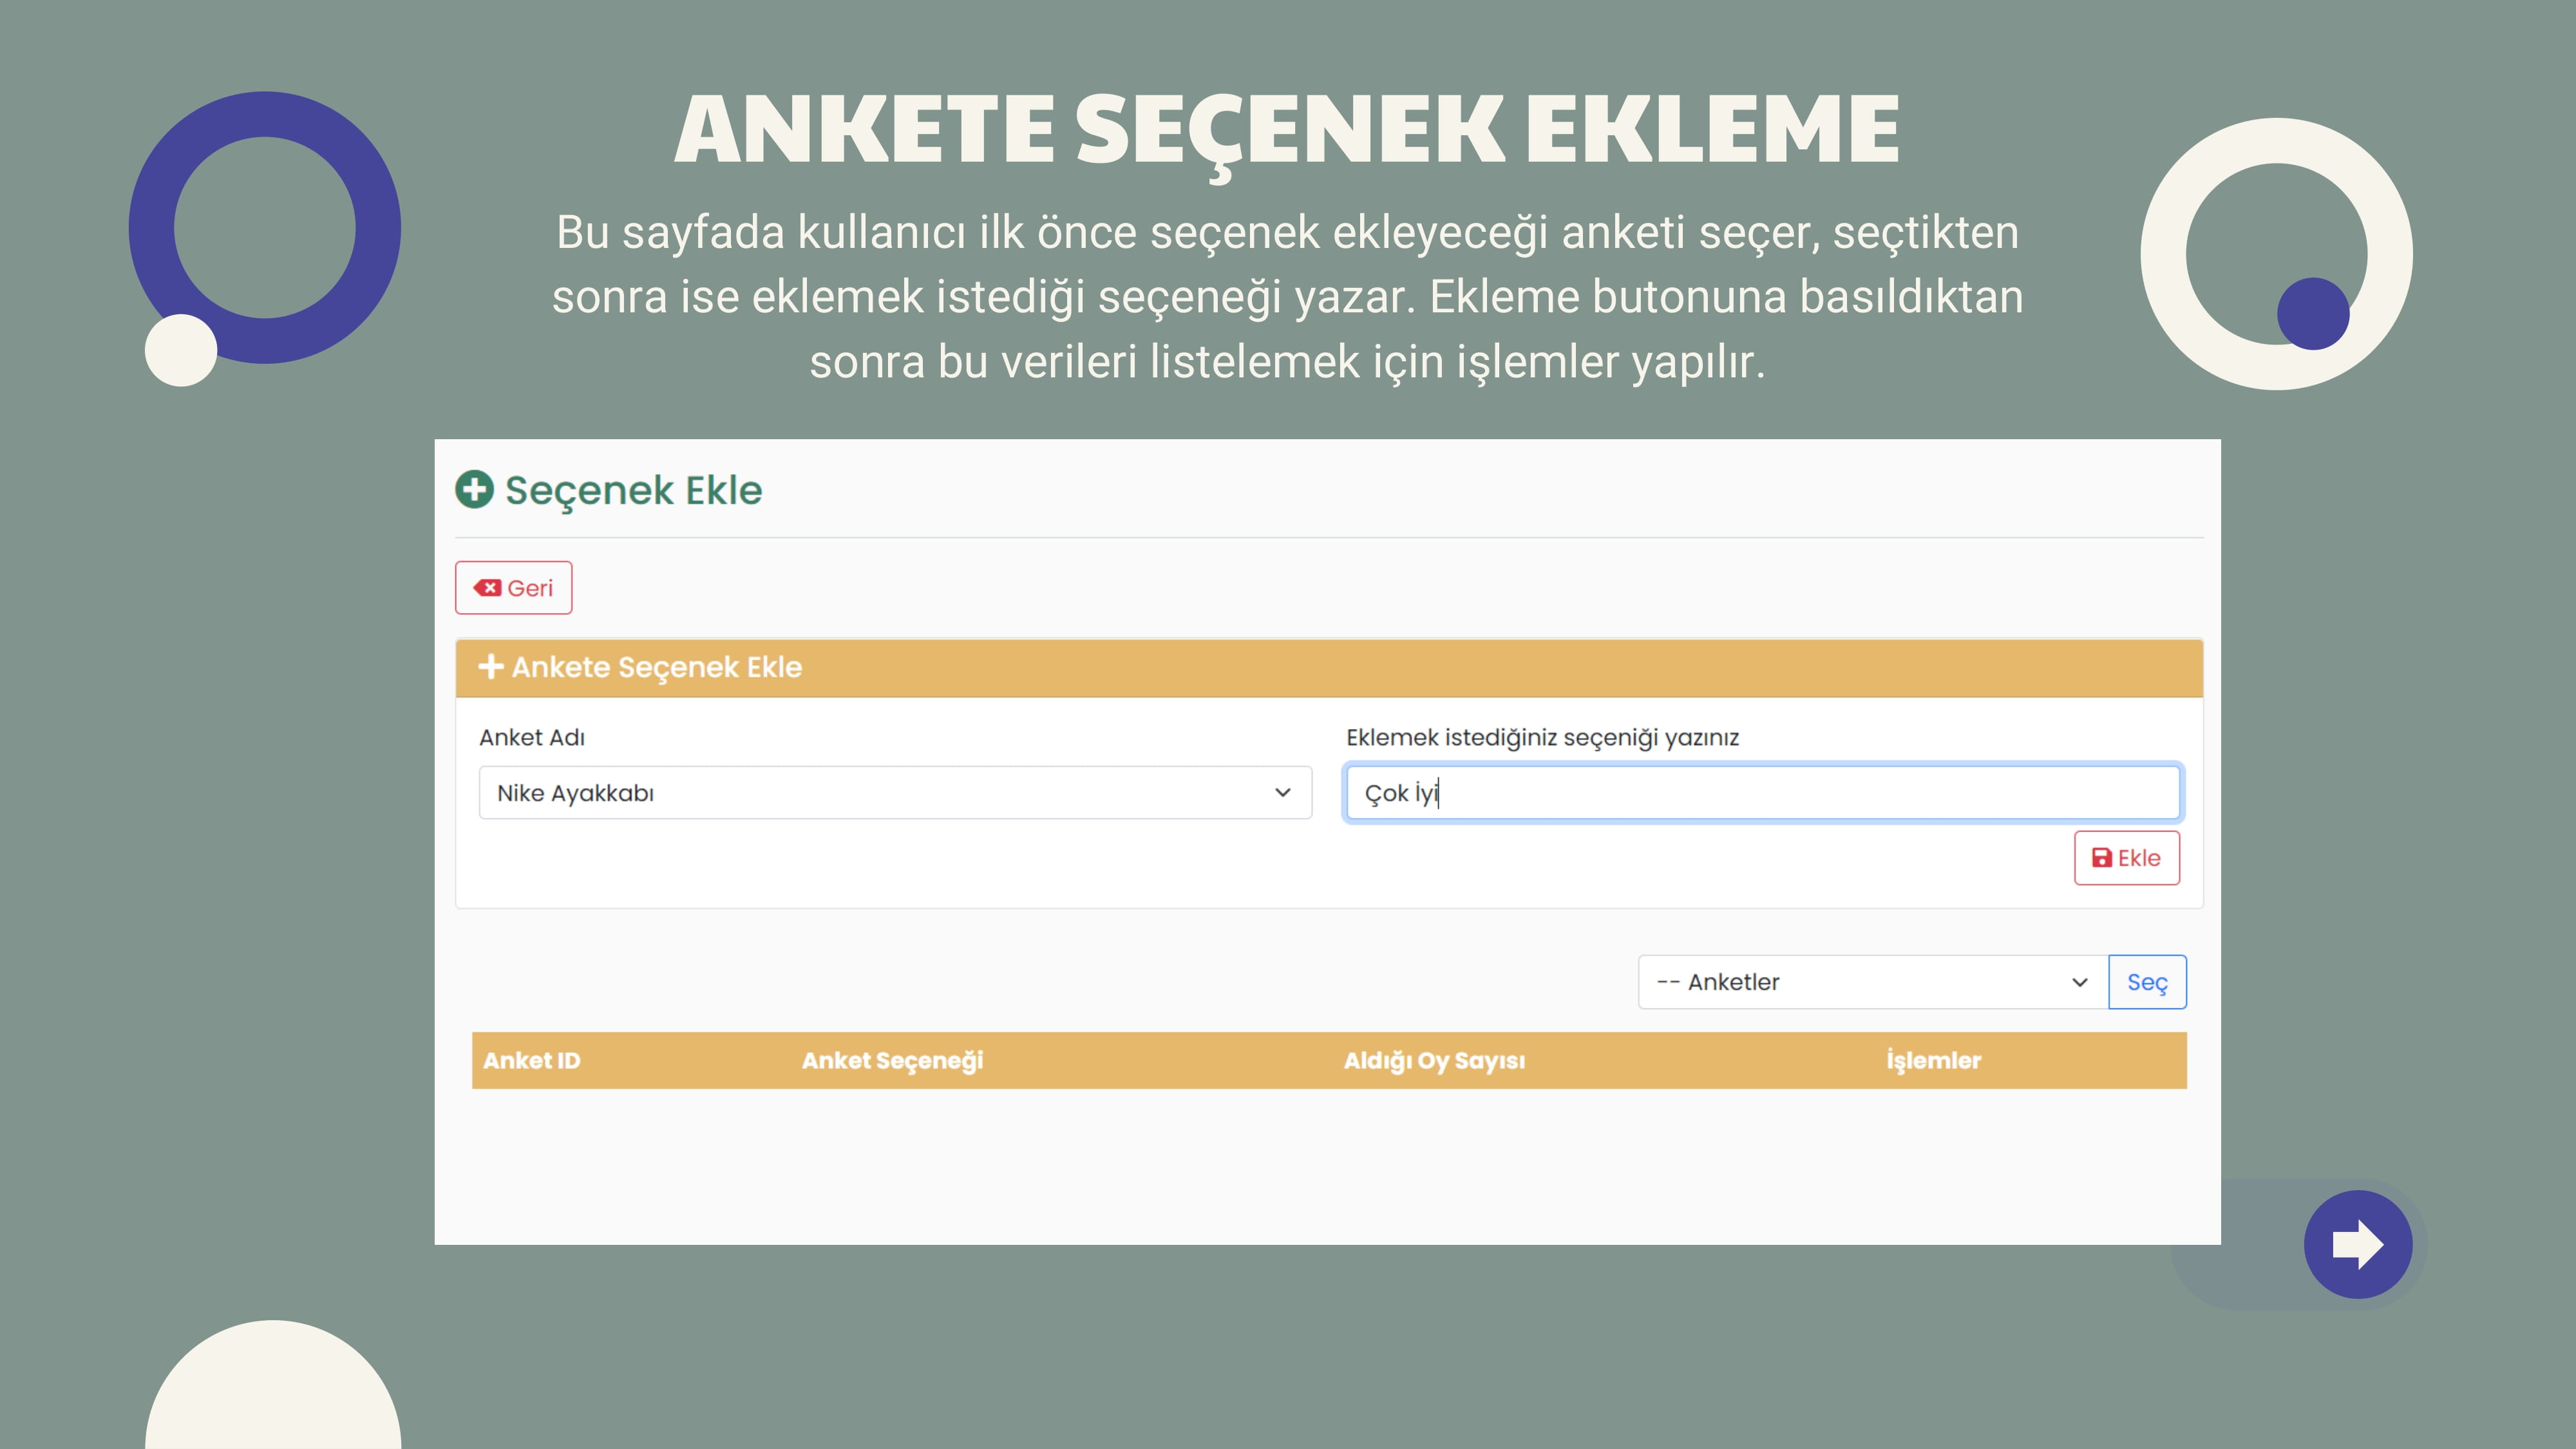 ANKETE SEÇENEK EKLEME
Bu sayfada kullanıcı ilk önce seçenek ekleyeceği anketi seçer, seçtikten
sonra ise eklemek istediği seçeneği yazar. Ekleme butonuna basıldıktan
sonra bu verileri listelemek için işlemler yapılır.
Seçenek Ekle
Geri
Ankete Seçenek Ekle
Anket Adı
Eklemek istediğiniz seçeniği yazınız
Nike Ayakkabı
Çok İyi
Ekle
-- Anketler
Seç
Anket ID Anket Seçeneği Aldığı Oy Sayısı İşlemler